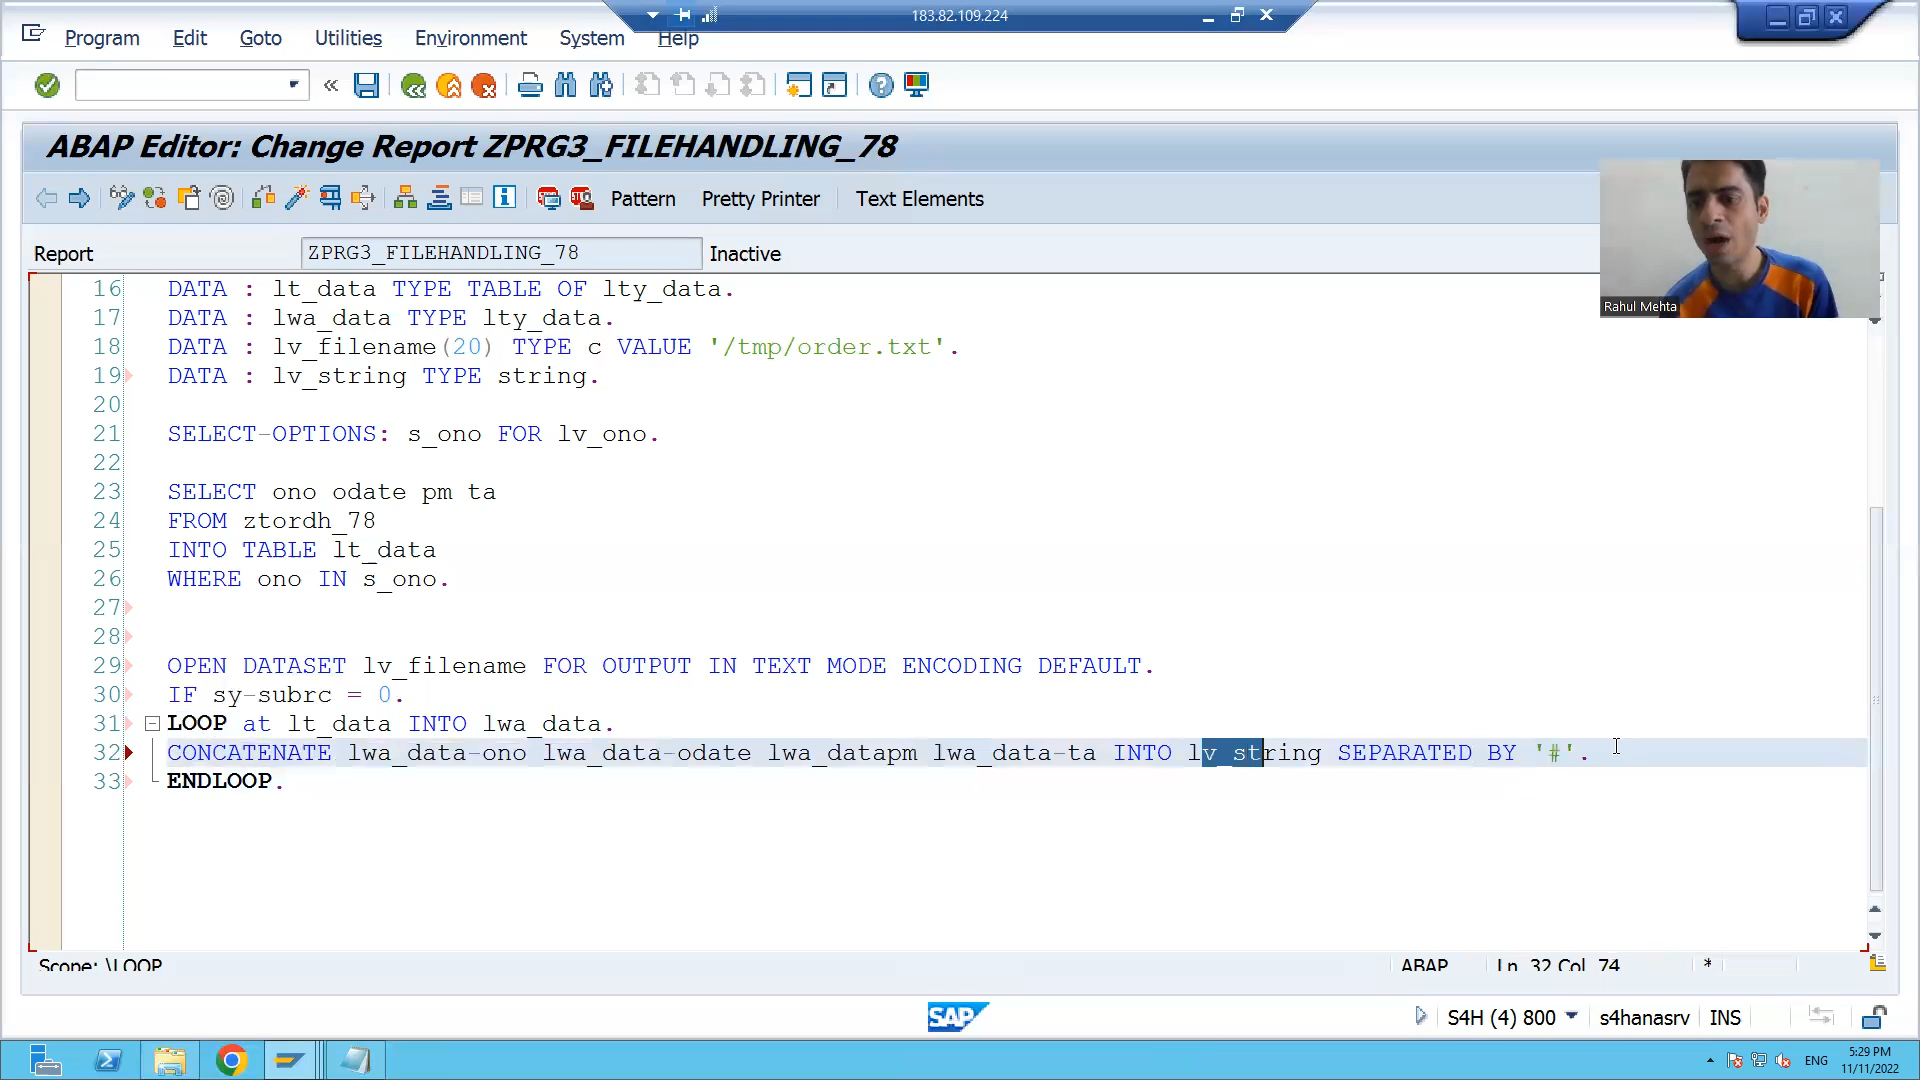 183.82.109.224
Program Edit Goto Utilities Environment System Help
ABAP Editor: Change Report ZPRG3_FILEHANDLING_78
Pattern Pretty Printer Text Elements
Report ZPRG3_FILEHANDLING_78 Inactive
Rahul Mehta
16 DATA : lt_data TYPE TABLE OF lty_data.
17 DATA : lwa_data TYPE lty_data.
18 DATA : lv_filename(20) TYPE c VALUE '/tmp/order.txt'.
19 DATA : lv_string TYPE string.
20
21 SELECT-OPTIONS: s_ono FOR lv_ono.
22
23 SELECT ono odate pm ta
24 FROM ztordh_78
25 INTO TABLE lt_data
26 WHERE ono IN s_ono.
27
28
29 OPEN DATASET lv_filename FOR OUTPUT IN TEXT MODE ENCODING DEFAULT.
30 IF sy-subrc = 0.
31 LOOP at lt_data INTO lwa_data.
32 CONCATENATE lwa_data-ono lwa_data-odate lwa_datapm lwa_data-ta INTO lv_string SEPARATED BY '#'.
33 ENDLOOP.
Scope: \LOOP ABAP Ln 32 Col 74 *
SAP S4H (4) 800 s4hanasrv INS
ENG 5:29 PM
11/11/2022